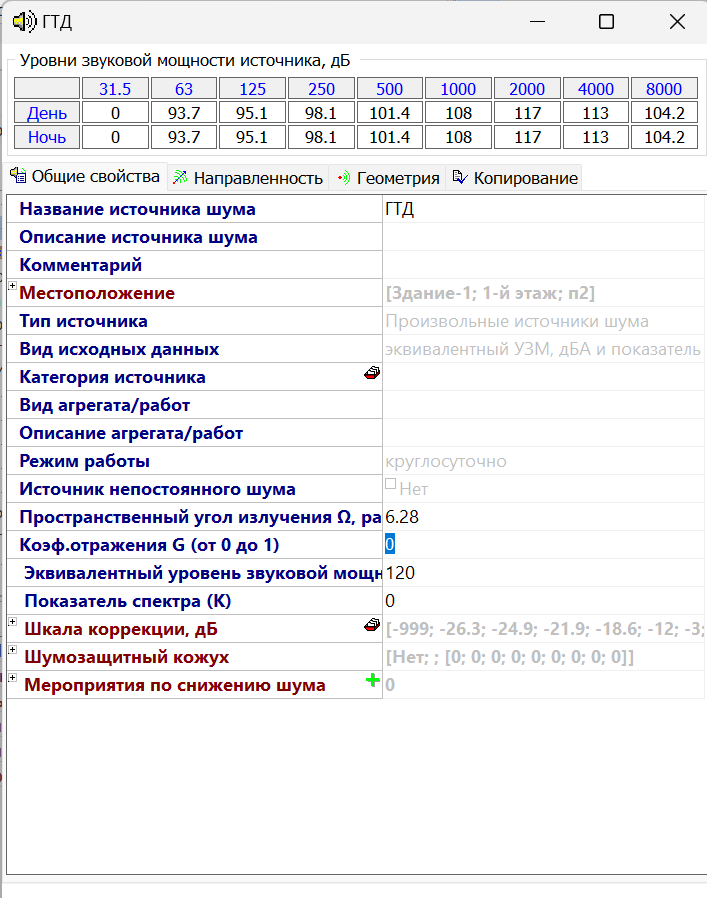 ГТД
Уровни звуковой мощности источника, дБ
31.5 63 125 250 500 1000 2000 4000 8000
День 0 93.7 95.1 98.1 101.4 108 117 113 104.2
Ночь 0 93.7 95.1 98.1 101.4 108 117 113 104.2
Общие свойства Направленность Геометрия Копирование
Название источника шума ГТД
Описание источника шума
Комментарий
Местоположение [Здание-1; 1-й этаж; п2]
Тип источника Произвольные источники шума
Вид исходных данных эквивалентный УЗМ, дБА и показатель
Категория источника
Вид агрегата/работ
Описание агрегата/работ
Режим работы круглосуточно
Источник непостоянного шума Нет
Пространственный угол излучения Ω, ра 6.28
Коэф.отражения G (от 0 до 1) 0
Эквивалентный уровень звуковой мощн 120
Показатель спектра (К) 0
Шкала коррекции, дБ [-999; -26.3; -24.9; -21.9; -18.6; -12; -3;
Шумозащитный кожух [Нет; ; [0; 0; 0; 0; 0; 0; 0; 0; 0]]
Мероприятия по снижению шума 0